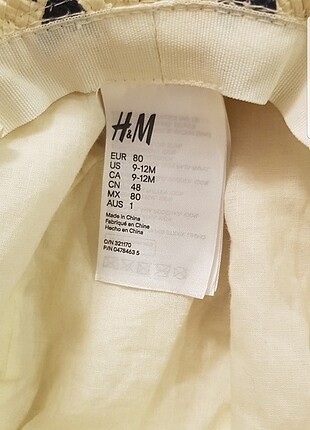 H&M
EUR 80
US 9-12M
CA 9-12M
CN 48
MX 80
AUS 1
Made in China
Fabriqué en Chine
Hecho en China
O/N 321170
P/N 0478463 5